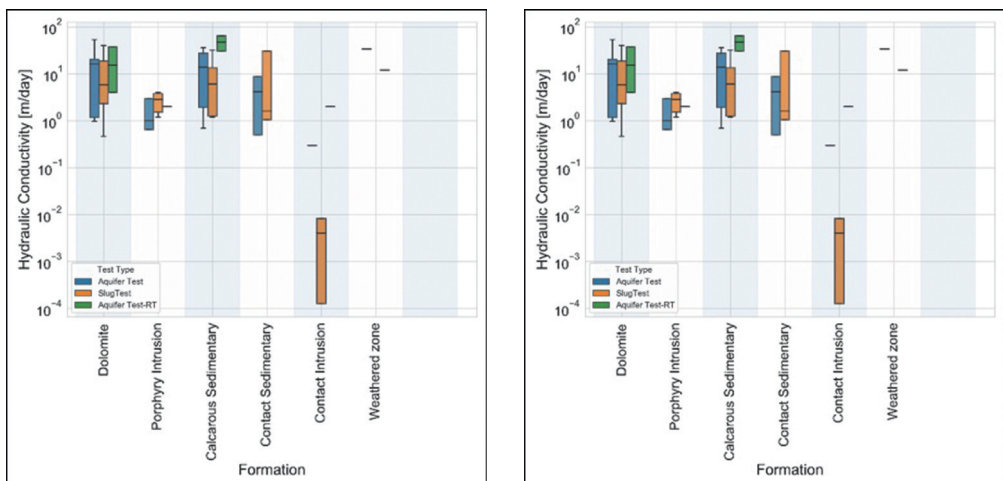 Hydraulic Conductivity [m/day]
10²
10¹
10⁰
10⁻¹
10⁻²
10⁻³
10⁻⁴
Test Type
Aquifer Test
SlugTest
Aquifer Test-RT
Dolomite
Porphyry Intrusion
Calcarous Sedimentary
Contact Sedimentary
Contact Intrusion
Weathered zone
Formation
Hydraulic Conductivity [m/day]
10²
10¹
10⁰
10⁻¹
10⁻²
10⁻³
10⁻⁴
Test Type
Aquifer Test
SlugTest
Aquifer Test-RT
Dolomite
Porphyry Intrusion
Calcarous Sedimentary
Contact Sedimentary
Contact Intrusion
Weathered zone
Formation